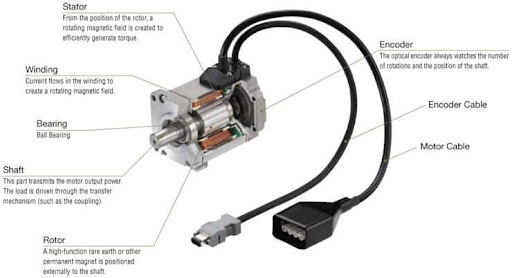 Stator
From the position of the rotor, a
rotating magnetic field is created to
efficiently generate torque.
Encoder
The optical encoder always watches the number
of rotations and the position of the shaft.
Winding
Current flows in the winding to
create a rotating magnetic field.
Encoder Cable
Bearing
Ball Bearing
Motor Cable
Shaft
This part transmits the motor output power.
The load is driven through the transfer
mechanism (such as the coupling).
Rotor
A high-function rare earth or other
permanent magnet is positioned
externally to the shaft.